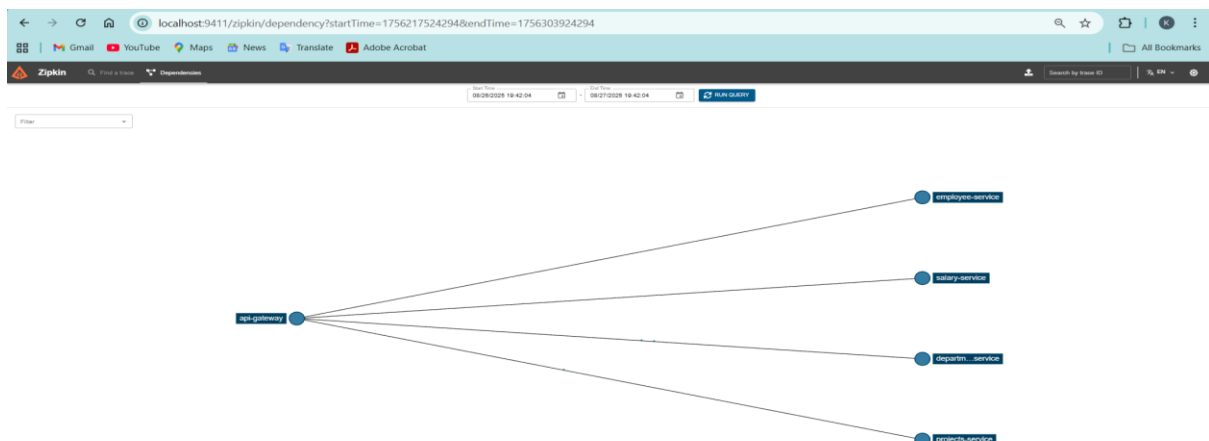 localhost:9411/zipkin/dependency?startTime=1756217524294&endTime=1756303924294
K
Gmail YouTube Maps News Translate Adobe Acrobat All Bookmarks
Zipkin Find a trace Dependencies Search by trace ID EN
Start Time End Time
08/26/2025 19:42:04 - 08/27/2025 19:42:04 RUN QUERY
Filter
employee-service
salary-service
api-gateway
departm...service
projects-service